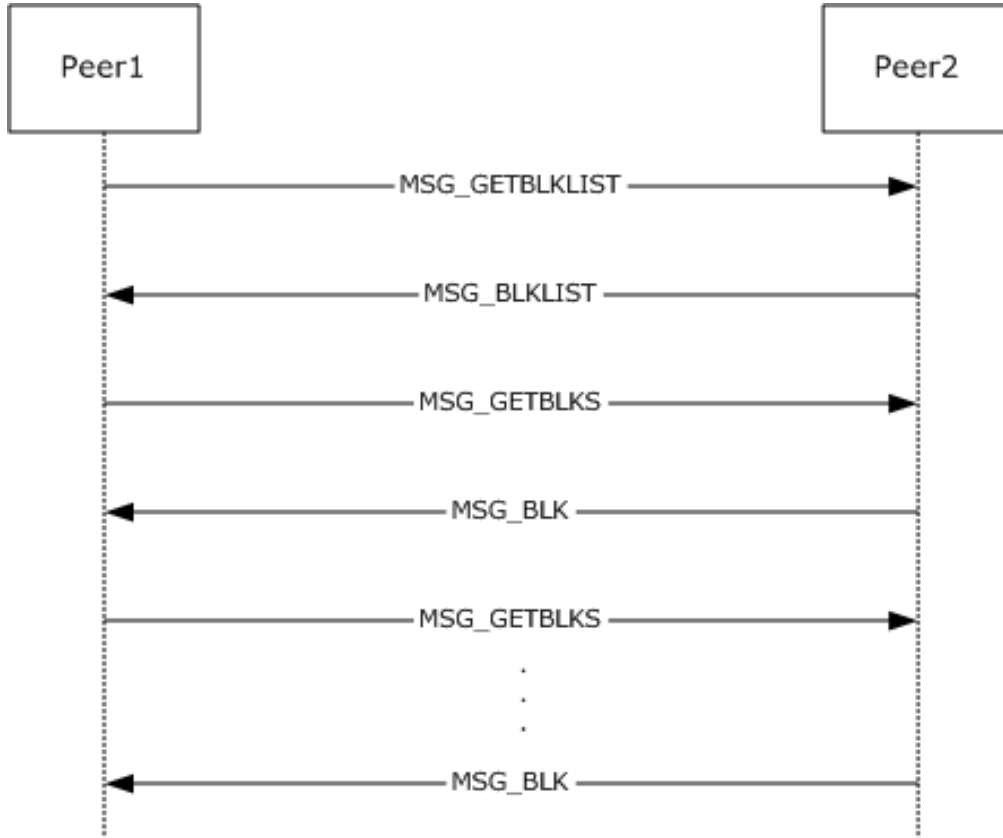 Peer1
Peer2
MSG_GETBLKLIST
MSG_BLKLIST
MSG_GETBLKS
MSG_BLK
MSG_GETBLKS
.
.
.
MSG_BLK